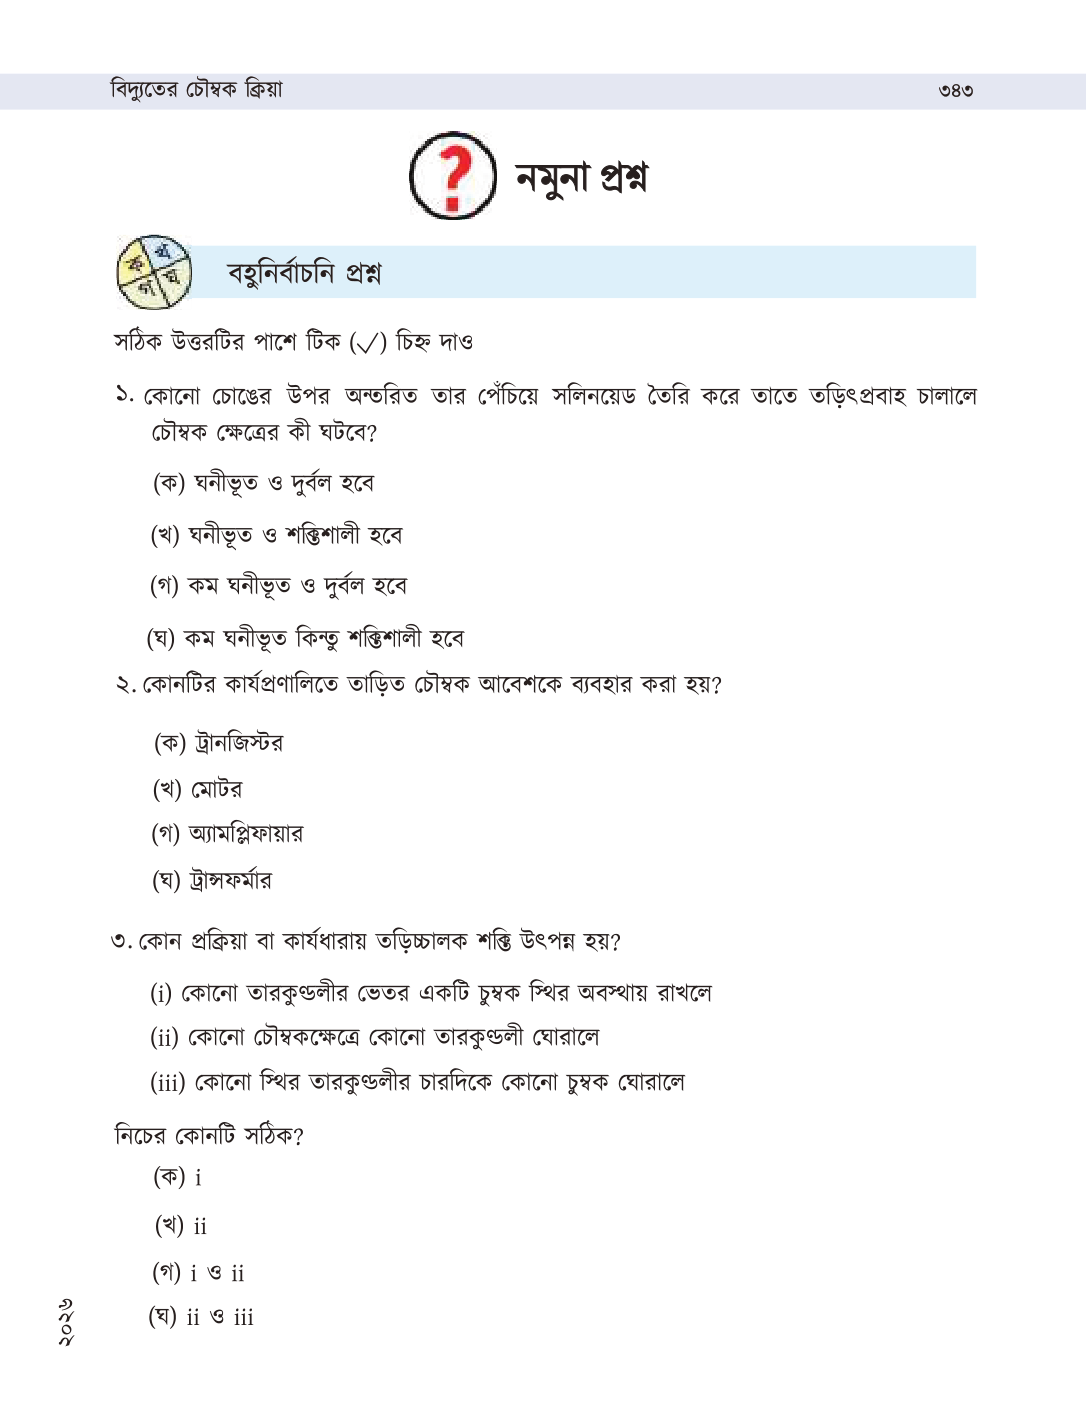 বিদ্যুতের চৌম্বক ক্রিয়া ৩৪৩
? নমুনা প্রশ্ন
ক খ গ ঘ
বহুনির্বাচনি প্রশ্ন
সঠিক উত্তরটির পাশে টিক (✓) চিহ্ন দাও
১. কোনো চোঙের উপর অন্তরিত তার পেঁচিয়ে সলিনয়েড তৈরি করে তাতে তড়িৎপ্রবাহ চালালে
চৌম্বক ক্ষেত্রের কী ঘটবে?
(ক) ঘনীভূত ও দুর্বল হবে
(খ) ঘনীভূত ও শক্তিশালী হবে
(গ) কম ঘনীভূত ও দুর্বল হবে
(ঘ) কম ঘনীভূত কিন্তু শক্তিশালী হবে
২. কোনটির কার্যপ্রণালিতে তাড়িত চৌম্বক আবেশকে ব্যবহার করা হয়?
(ক) ট্রানজিস্টর
(খ) মোটর
(গ) অ্যামপ্লিফায়ার
(ঘ) ট্রান্সফর্মার
৩. কোন প্রক্রিয়া বা কার্যধারায় তড়িচ্চালক শক্তি উৎপন্ন হয়?
(i) কোনো তারকুণ্ডলীর ভেতর একটি চুম্বক স্থির অবস্থায় রাখলে
(ii) কোনো চৌম্বকক্ষেত্রে কোনো তারকুণ্ডলী ঘোরালে
(iii) কোনো স্থির তারকুণ্ডলীর চারদিকে কোনো চুম্বক ঘোরালে
নিচের কোনটি সঠিক?
(ক) i
(খ) ii
(গ) i ও ii
(ঘ) ii ও iii
২০২৬